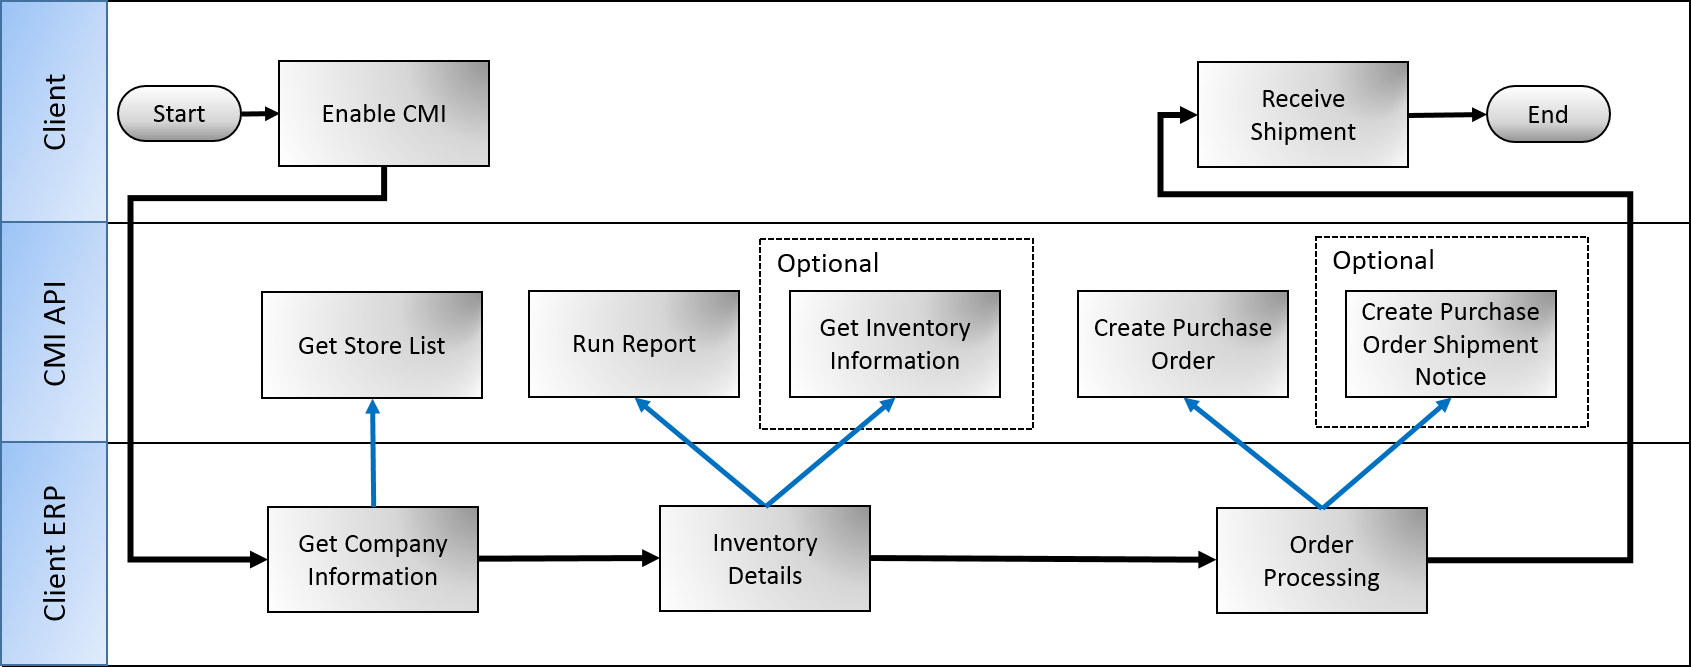 Client
Start
Enable CMI
Receive
Shipment
End
CMI API
Get Store List
Run Report
Optional
Get Inventory
Information
Create Purchase
Order
Optional
Create Purchase
Order Shipment
Notice
Client ERP
Get Company
Information
Inventory
Details
Order
Processing